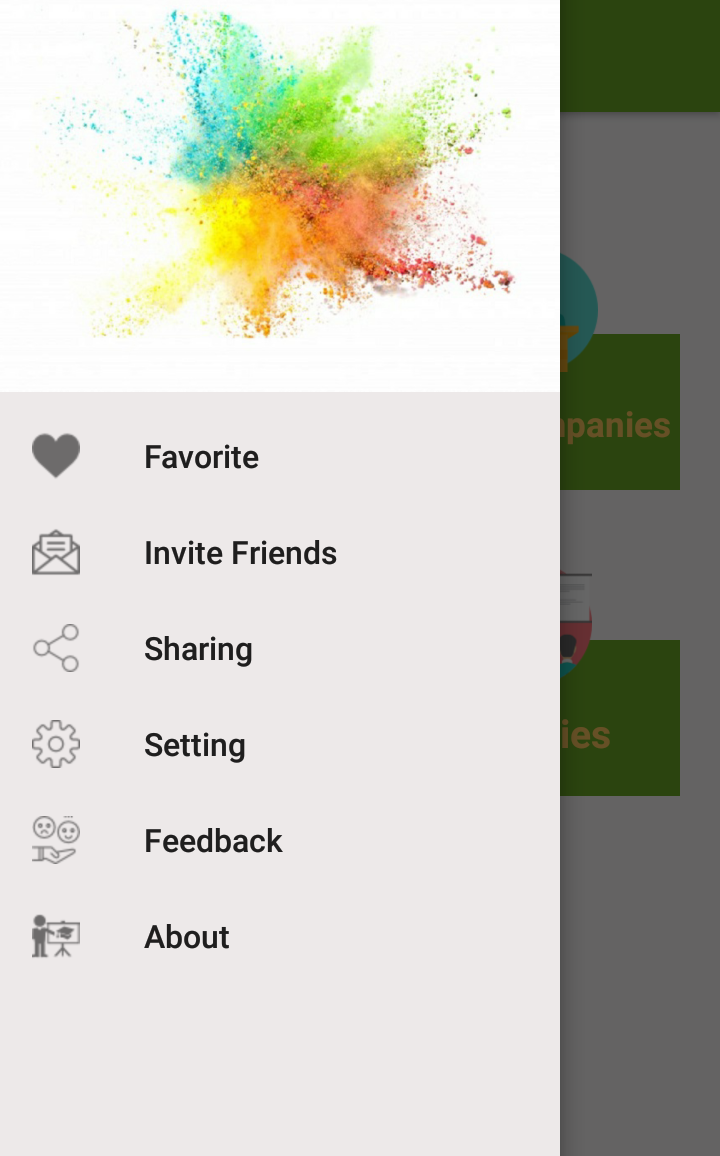 Favorite
Invite Friends
Sharing
Setting
Feedback
About